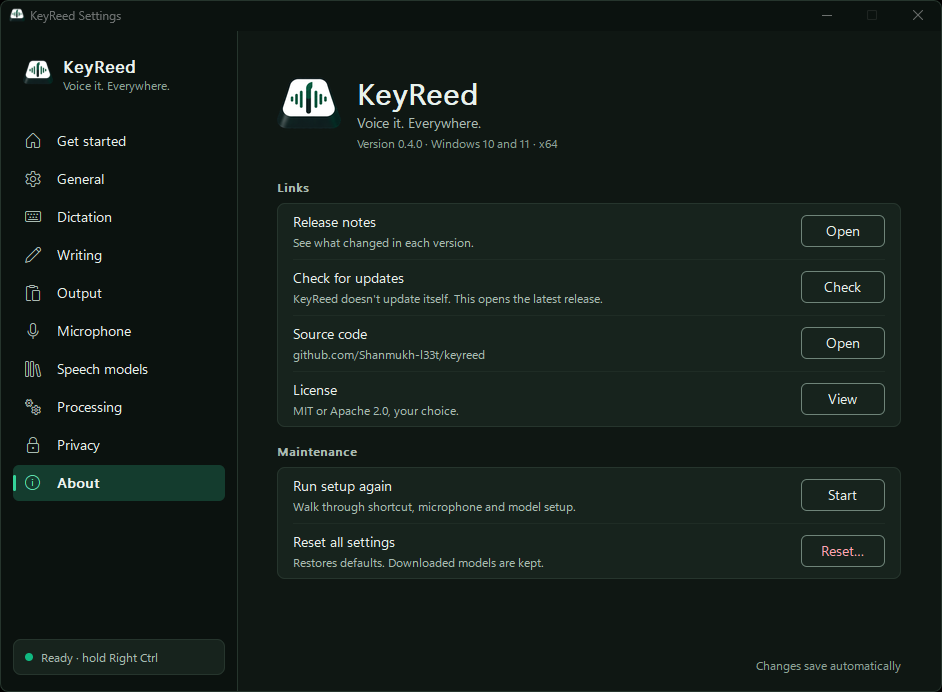 KeyReed Settings
KeyReed
Voice it. Everywhere.
Get started
General
Dictation
Writing
Output
Microphone
Speech models
Processing
Privacy
About
Ready · hold Right Ctrl
KeyReed
Voice it. Everywhere.
Version 0.4.0 · Windows 10 and 11 · x64
Links
Release notes
See what changed in each version.
Open
Check for updates
KeyReed doesn't update itself. This opens the latest release.
Check
Source code
github.com/Shanmukh-l33t/keyreed
Open
License
MIT or Apache 2.0, your choice.
View
Maintenance
Run setup again
Walk through shortcut, microphone and model setup.
Start
Reset all settings
Restores defaults. Downloaded models are kept.
Reset...
Changes save automatically